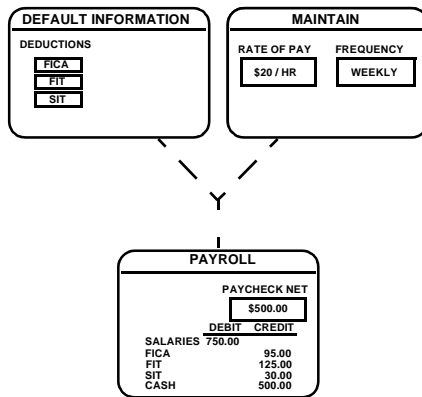 DEFAULT INFORMATION
DEDUCTIONS
FICA
FIT
SIT
MAINTAIN
RATE OF PAY FREQUENCY
$20 / HR WEEKLY
PAYROLL
PAYCHECK NET
$500.00
DEBIT CREDIT
SALARIES 750.00
FICA 95.00
FIT 125.00
SIT 30.00
CASH 500.00